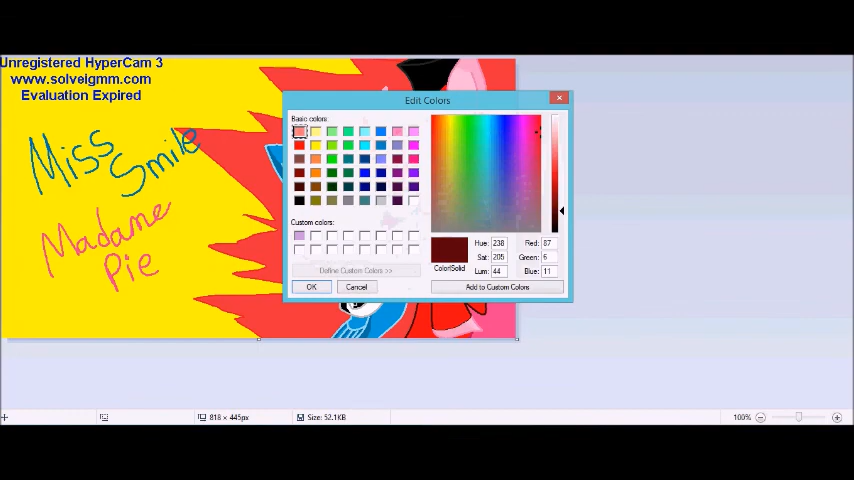 Unregistered HyperCam 3
www.solveigmm.com
Evaluation Expired
Miss
Smile
Madame
Pie
Edit Colors
Basic colors:
Custom colors:
Define Custom Colors >>
OK
Cancel
Color|Solid
Hue: 238
Sat: 205
Lum: 44
Red: 87
Green: 6
Blue: 11
Add to Custom Colors
818 × 445px
Size: 52.1KB
100%